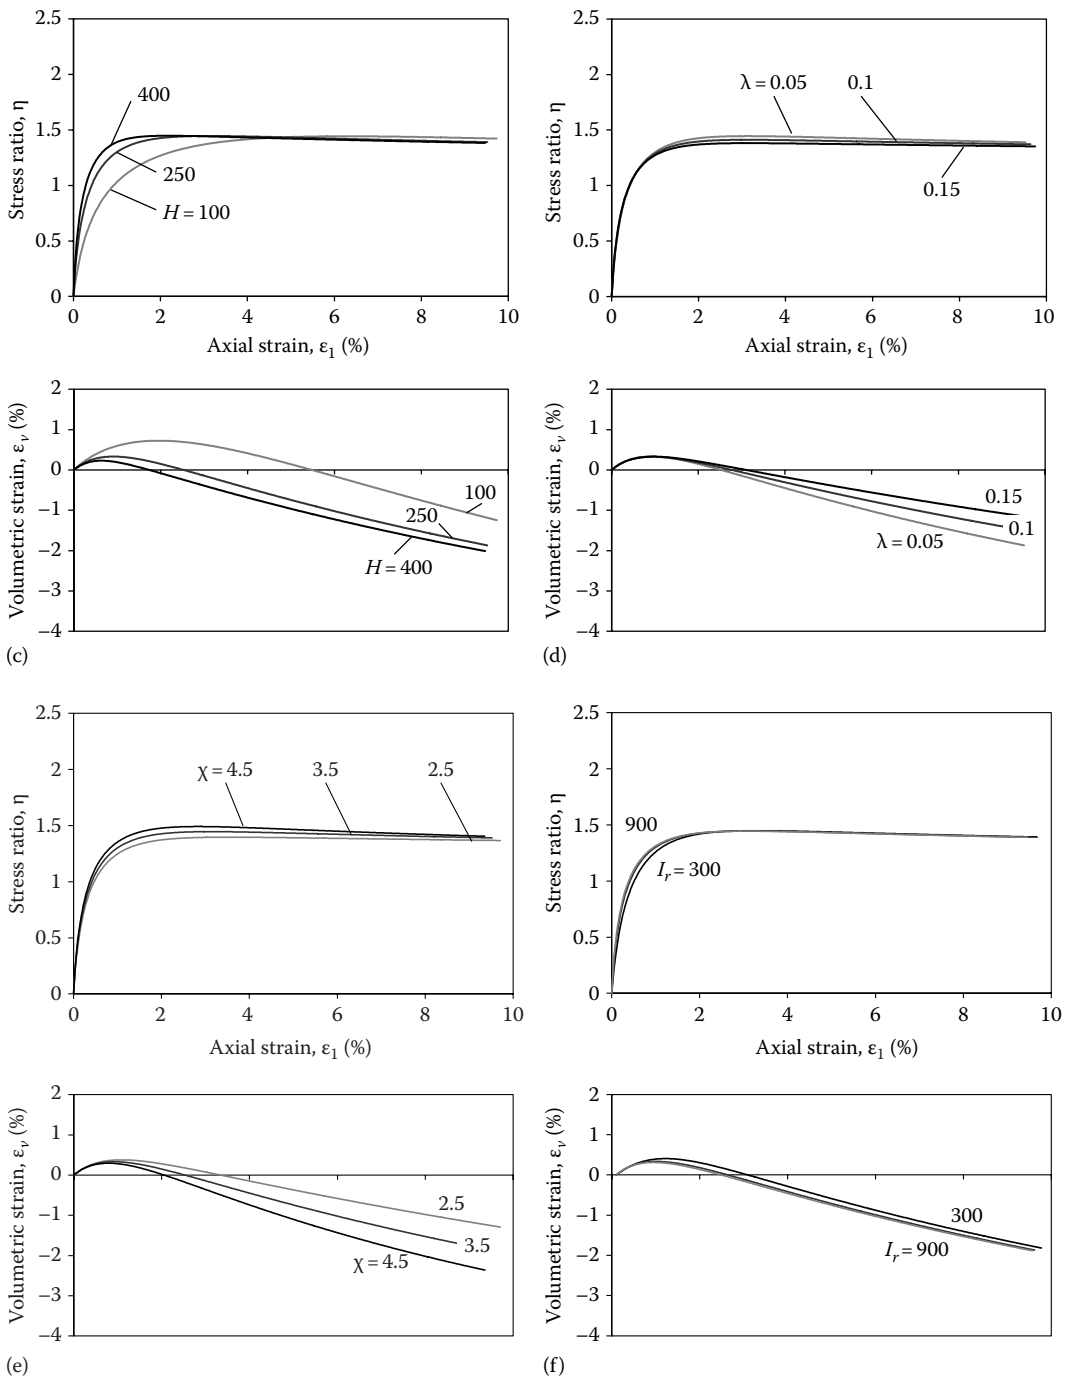 2.5
2
1.5
1
0.5
0
Stress ratio, η
400
250
H = 100
0 2 4 6 8 10
Axial strain, ε1 (%)
2
1
0
−1
−2
−3
−4
Volumetric strain, εv (%)
100
250
H = 400
(c)
2.5
2
1.5
1
0.5
0
Stress ratio, η
λ = 0.05 0.1
0.15
0 2 4 6 8 10
Axial strain, ε1 (%)
2
1
0
−1
−2
−3
−4
Volumetric strain, εv (%)
0.15
0.1
λ = 0.05
(d)
2.5
2
1.5
1
0.5
0
Stress ratio, η
χ = 4.5 3.5 2.5
0 2 4 6 8 10
Axial strain, ε1 (%)
2
1
0
−1
−2
−3
−4
Volumetric strain, εv (%)
2.5
3.5
χ = 4.5
(e)
2.5
2
1.5
1
0.5
0
Stress ratio, η
900
Ir = 300
0 2 4 6 8 10
Axial strain, ε1 (%)
2
1
0
−1
−2
−3
−4
Volumetric strain, εv (%)
300
Ir = 900
(f)